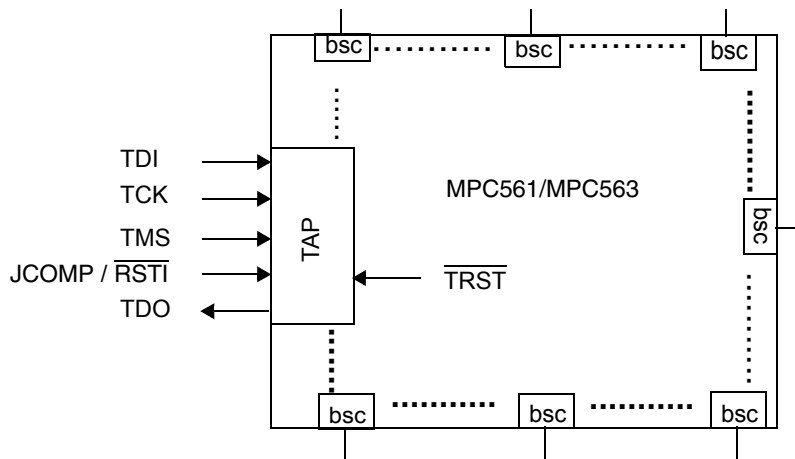 bsc bsc bsc
TDI
TCK
TMS
JCOMP / RSTI
TDO
TAP
MPC561/MPC563
TRST
bsc
bsc bsc bsc